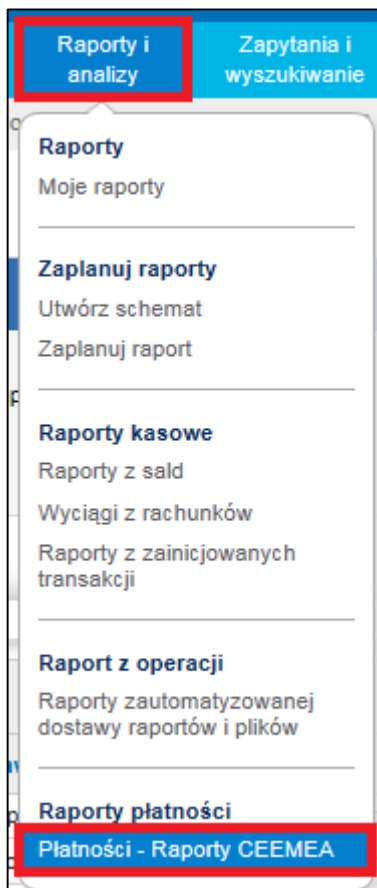 Raporty i
analizy
Zapytania i
wyszukiwanie
Raporty
Moje raporty
Zaplanuj raporty
Utwórz schemat
Zaplanuj raport
Raporty kasowe
Raporty z sald
Wyciągi z rachunków
Raporty z zainicjowanych
transakcji
Raport z operacji
Raporty zautomatyzowanej
dostawy raportów i plików
Raporty płatności
Płatności - Raporty CEEMEA